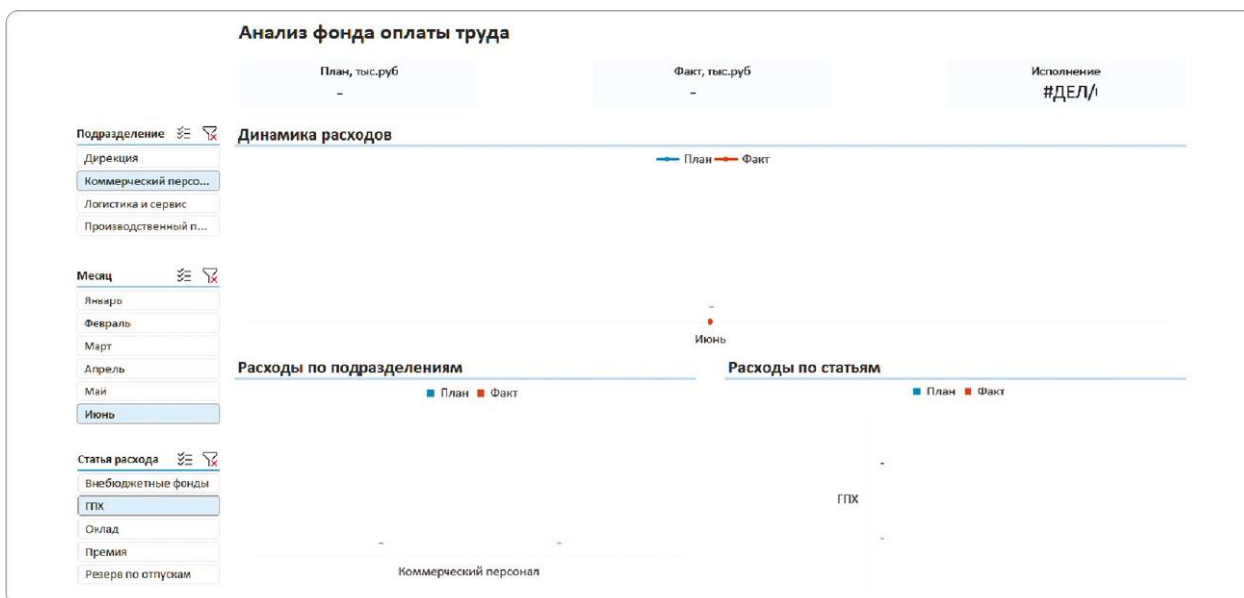 Анализ фонда оплаты труда
План, тыс.руб
-
Факт, тыс.руб
-
Исполнение
#ДЕЛ/
Подразделение
Дирекция
Коммерческий персо...
Логистика и сервис
Производственный п...
Месяц
Январь
Февраль
Март
Апрель
Май
Июнь
Статья расхода
Внебюджетные фонды
ГПХ
Оклад
Премия
Резерв по отпускам
Динамика расходов
План Факт
-
Июнь
Расходы по подразделениям
План Факт
- -
Коммерческий персонал
Расходы по статьям
План Факт
-
ГПХ
-